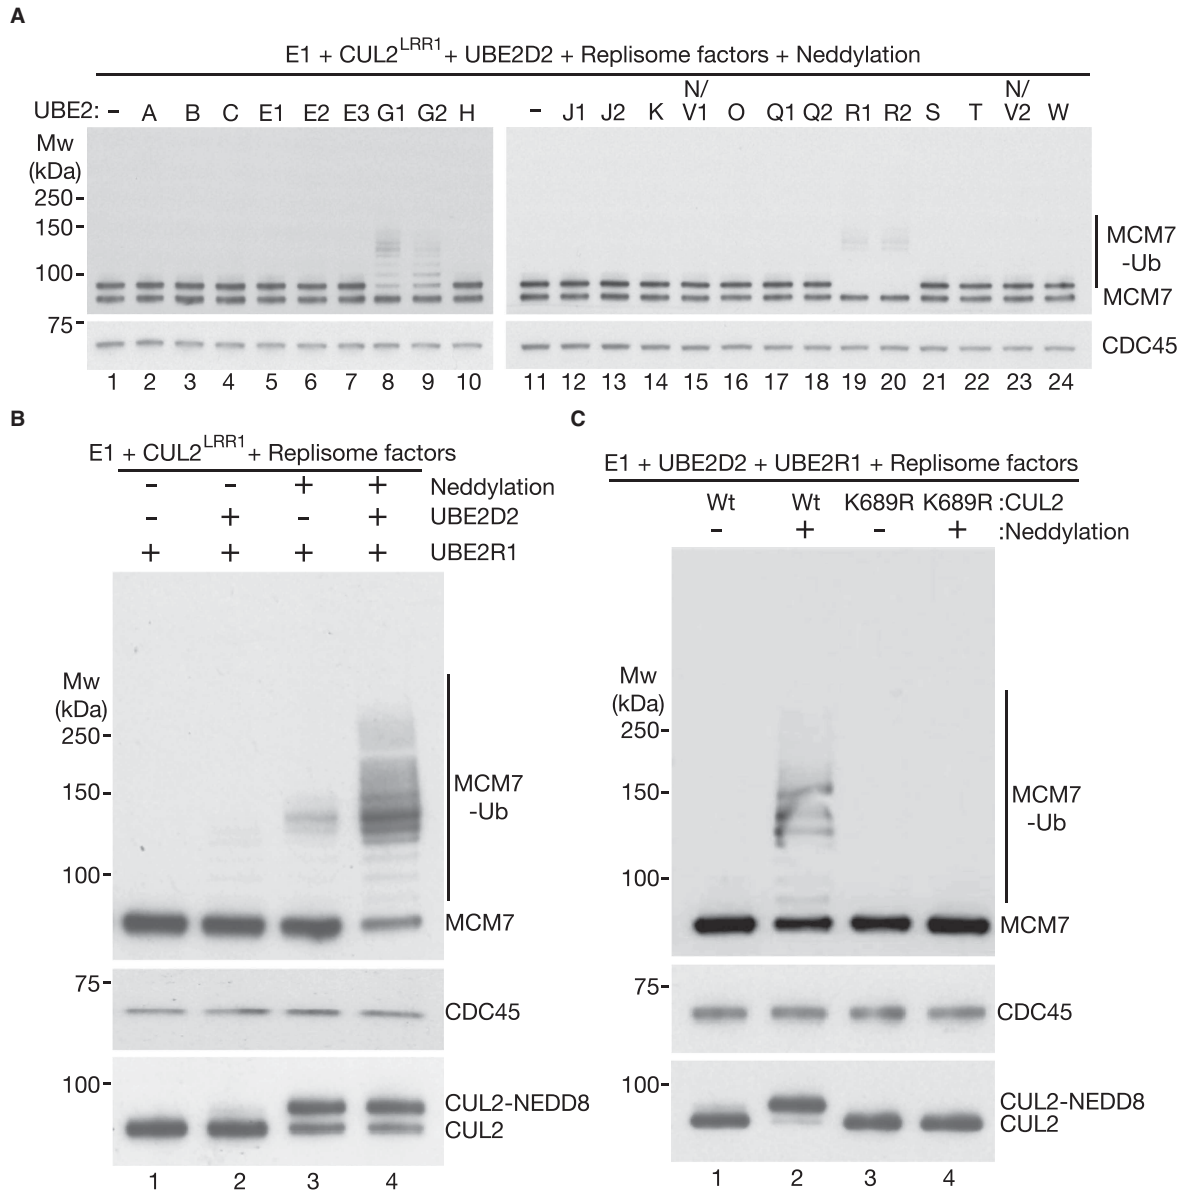 A
E1 + CUL2^LRR1 + UBE2D2 + Replisome factors + Neddylation
UBE2: – A B C E1 E2 E3 G1 G2 H – J1 J2 K N/V1 O Q1 Q2 R1 R2 S T N/V2 W
Mw
(kDa)
250
150
100
75
MCM7
-Ub
MCM7
CDC45
1 2 3 4 5 6 7 8 9 10 11 12 13 14 15 16 17 18 19 20 21 22 23 24
B
E1 + CUL2^LRR1 + Replisome factors
– – + + Neddylation
– + – + UBE2D2
+ + + + UBE2R1
Mw
(kDa)
250
150
100
MCM7
-Ub
MCM7
75
CDC45
100
CUL2-NEDD8
CUL2
1 2 3 4
C
E1 + UBE2D2 + UBE2R1 + Replisome factors
Wt Wt K689R K689R :CUL2
– + – + :Neddylation
Mw
(kDa)
250
150
100
MCM7
-Ub
MCM7
75
CDC45
100
CUL2-NEDD8
CUL2
1 2 3 4